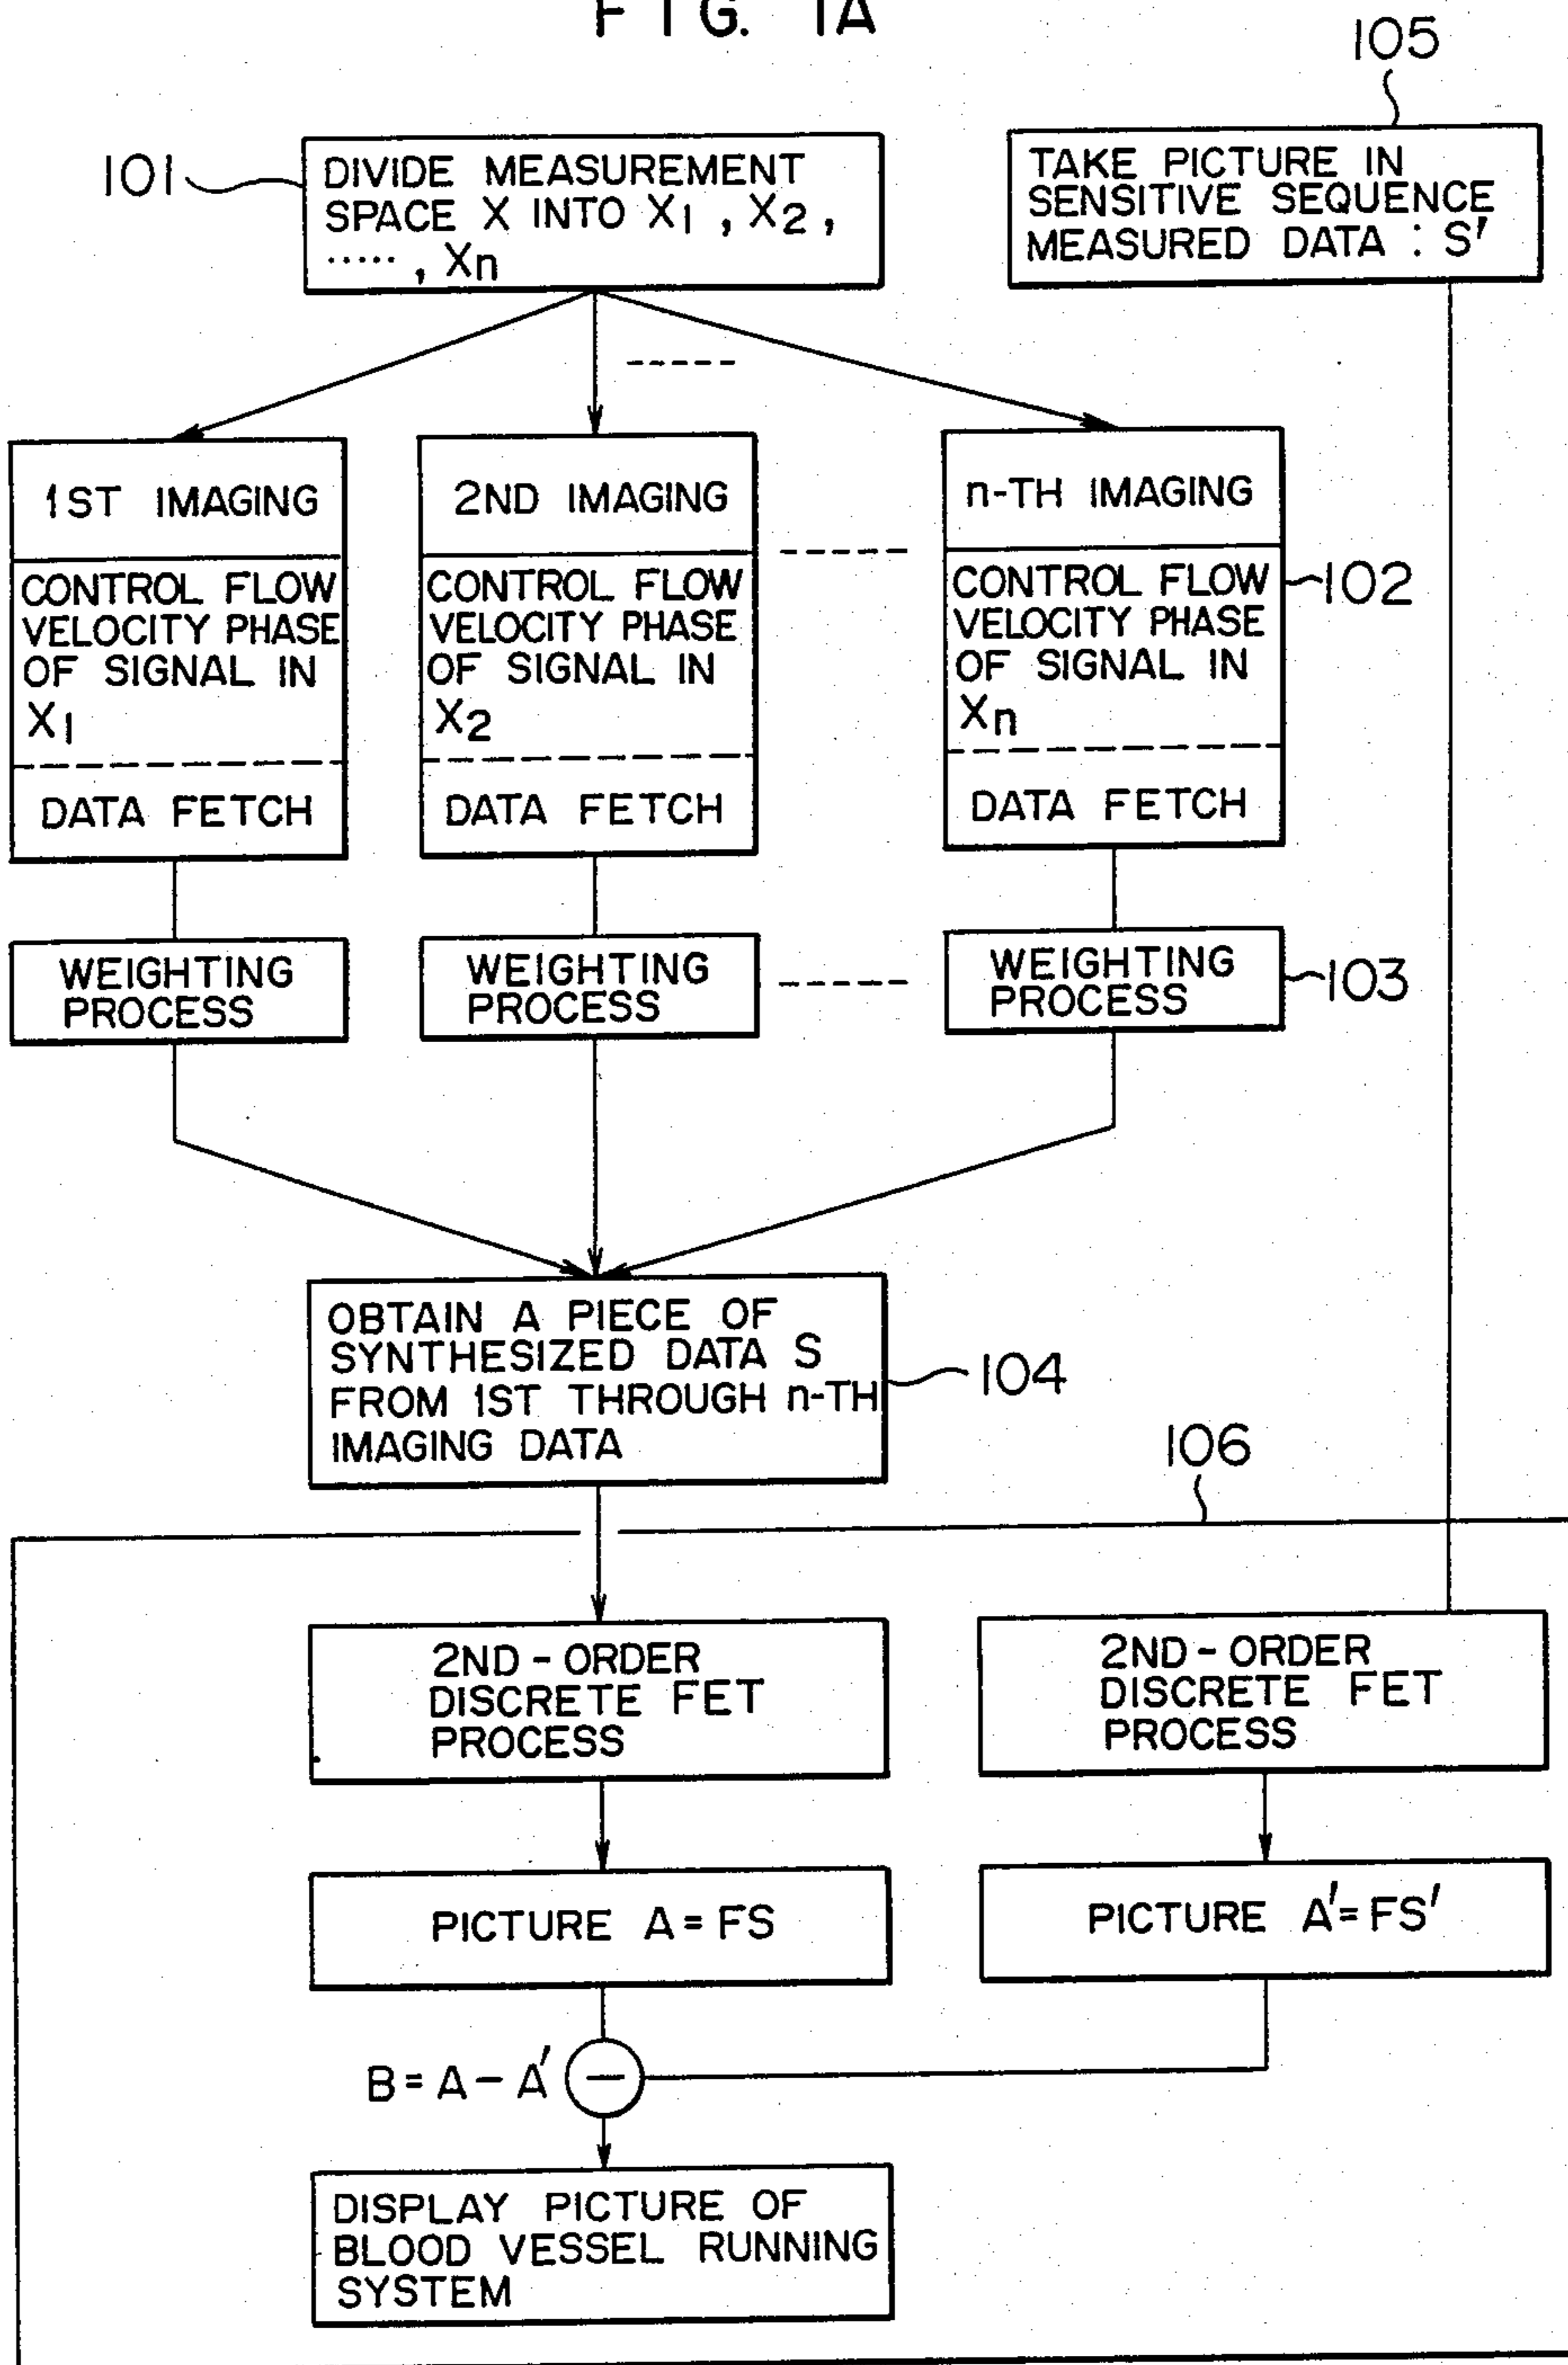 FIG. 1A
105
101
DIVIDE MEASUREMENT
SPACE X INTO X1 , X2 ,
····· , Xn
TAKE PICTURE IN
SENSITIVE SEQUENCE
MEASURED DATA : S'
1ST IMAGING
CONTROL FLOW
VELOCITY PHASE
OF SIGNAL IN
X1
DATA FETCH
2ND IMAGING
CONTROL FLOW
VELOCITY PHASE
OF SIGNAL IN
X2
DATA FETCH
n-TH IMAGING
CONTROL FLOW
VELOCITY PHASE
OF SIGNAL IN
Xn
DATA FETCH
102
WEIGHTING
PROCESS
WEIGHTING
PROCESS
WEIGHTING
PROCESS
103
OBTAIN A PIECE OF
SYNTHESIZED DATA S
FROM 1ST THROUGH n-TH
IMAGING DATA
104
106
2ND-ORDER
DISCRETE FET
PROCESS
2ND-ORDER
DISCRETE FET
PROCESS
PICTURE A=FS
PICTURE A'=FS'
B=A-A' −
DISPLAY PICTURE OF
BLOOD VESSEL RUNNING
SYSTEM